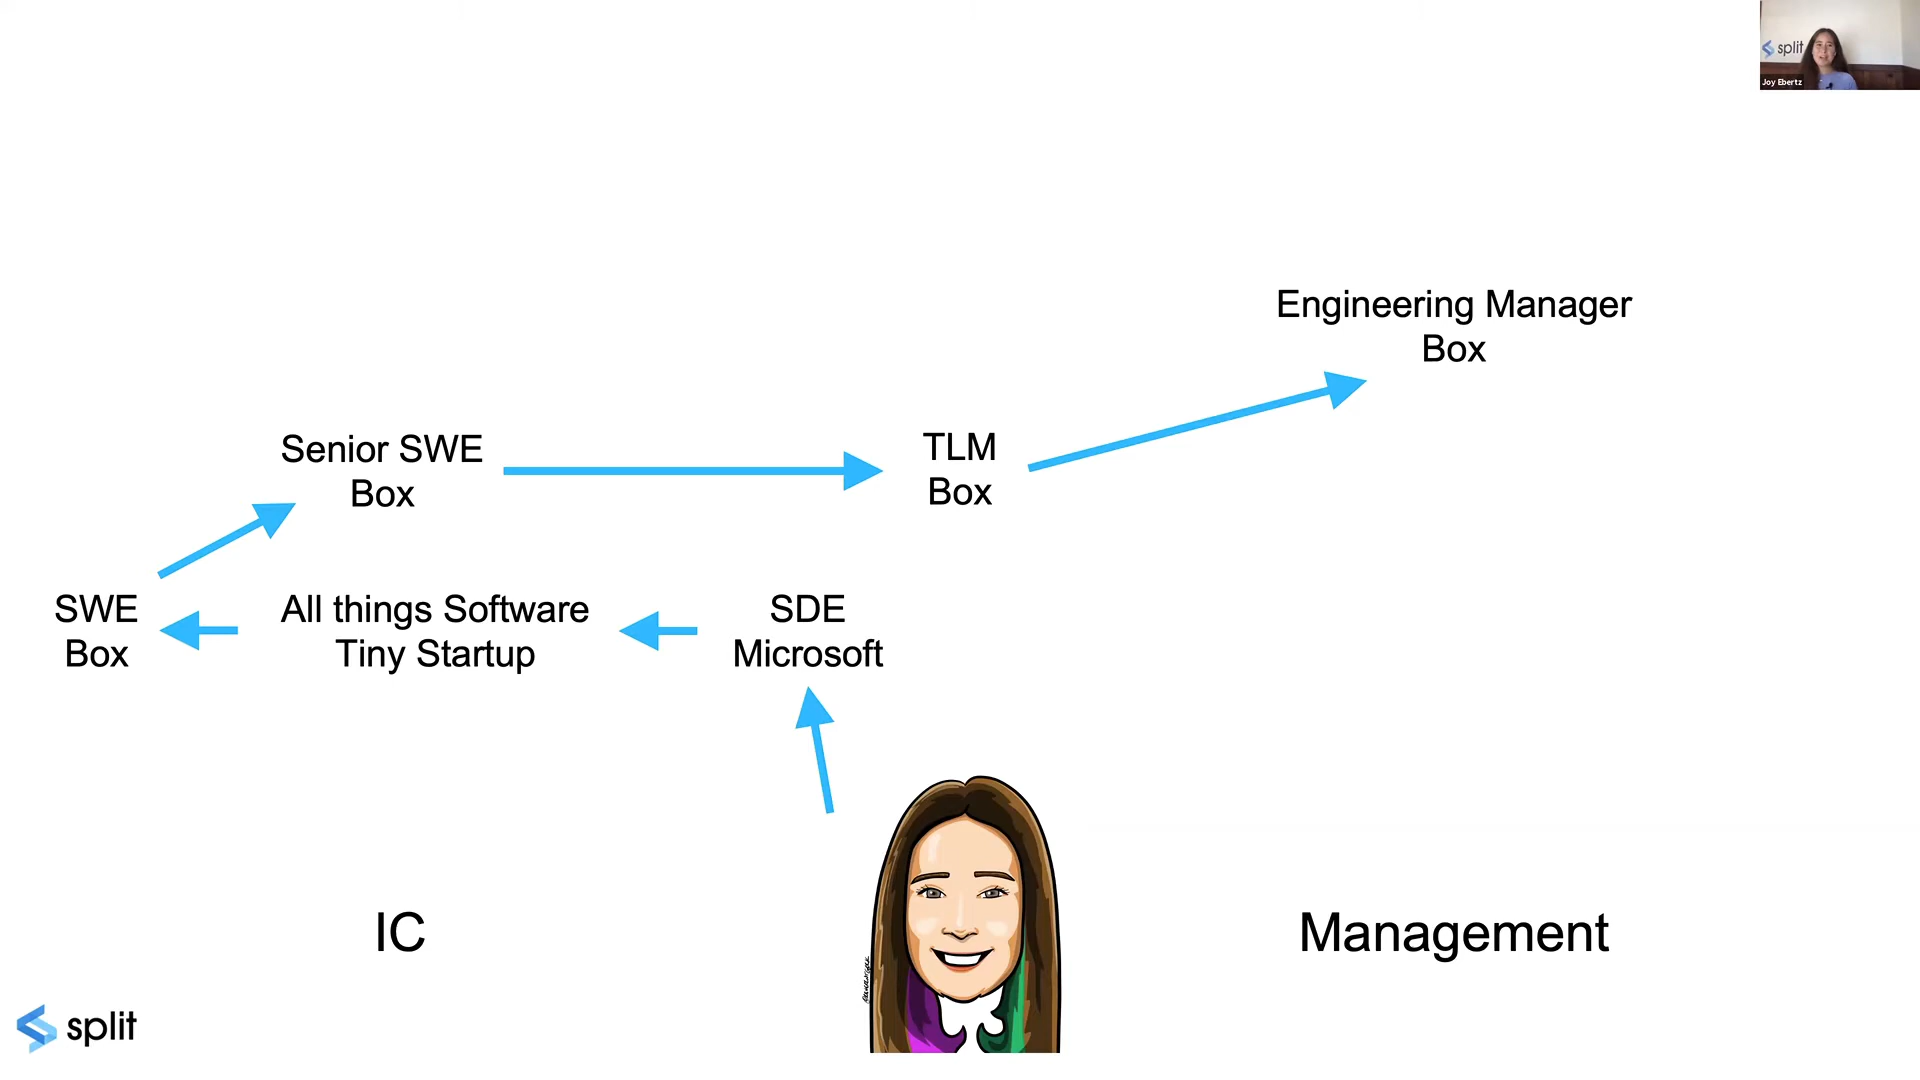 split
Joy Ebertz
Engineering Manager
Box
Senior SWE
Box
TLM
Box
SWE
Box
All things Software
Tiny Startup
SDE
Microsoft
IC
Management
split